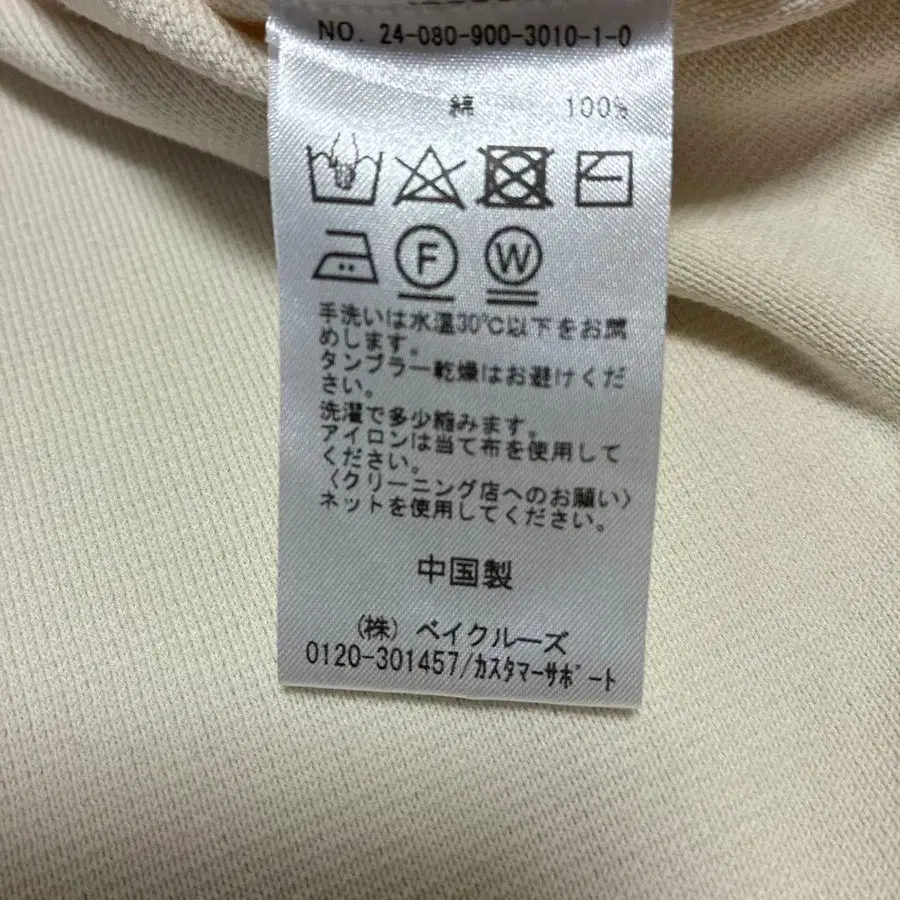 NO. 24-080-900-3010-1-0
綿 100%
F W
手洗いは水温30℃以下をお薦
めします。
タンブラー乾燥はお避けくだ
さい。
洗濯で多少縮みます。
アイロンは当て布を使用して
ください。
〈クリーニング店へのお願い〉
ネットを使用してください。
中国製
(株) ベイクルーズ
0120-301457/ｶｽﾀﾏｰｻﾎﾟｰﾄ